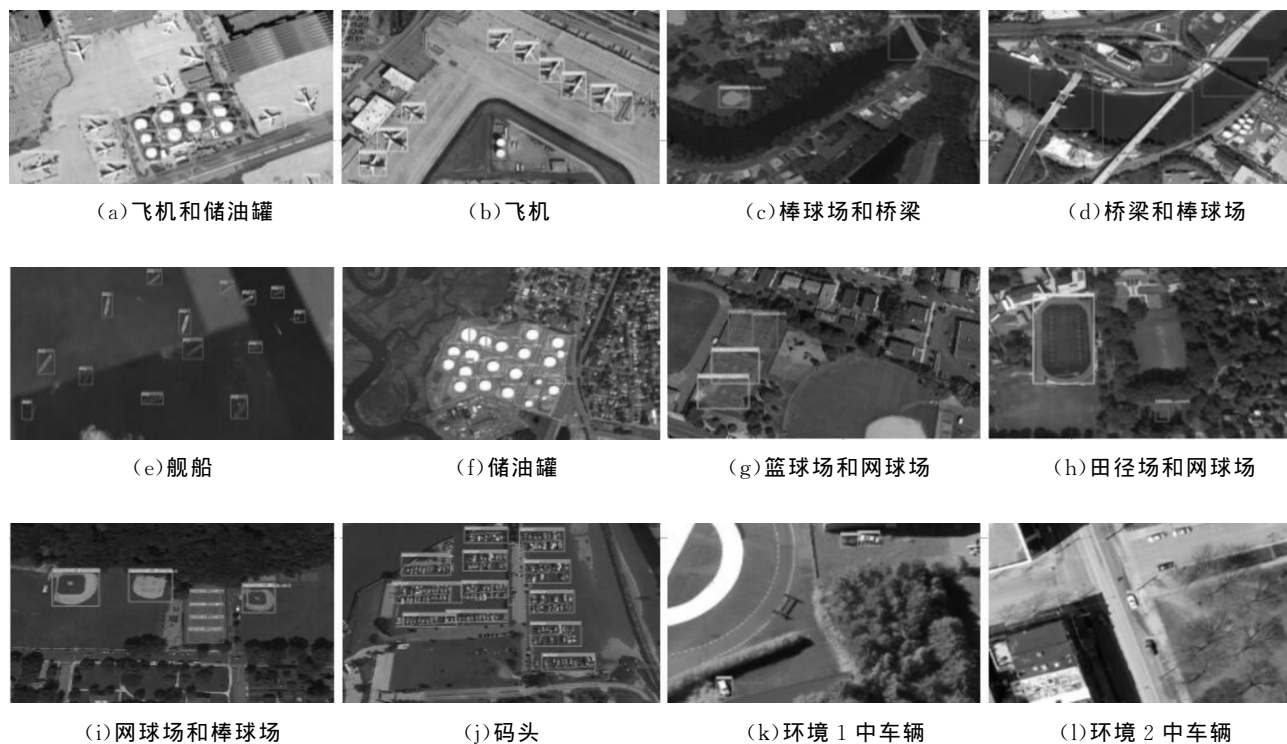 (a)飞机和储油罐
(b)飞机
(c)棒球场和桥梁
(d)桥梁和棒球场
(e)舰船
(f)储油罐
(g)篮球场和网球场
(h)田径场和网球场
(i)网球场和棒球场
(j)码头
(k)环境1中车辆
(l)环境2中车辆